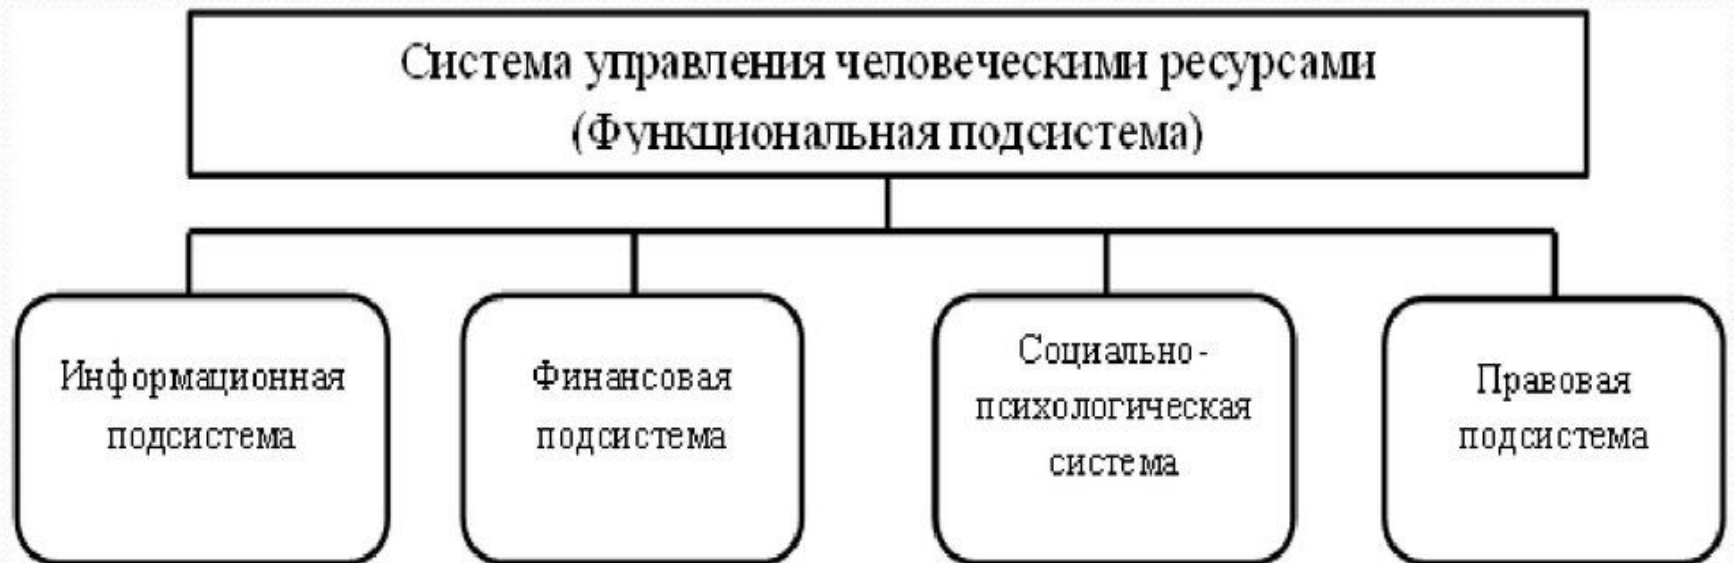 Система управления человеческими ресурсами
(Функциональная подсистема)
Информационная
подсистема
Финансовая
подсистема
Социально-
психологическая
система
Правовая
подсистема